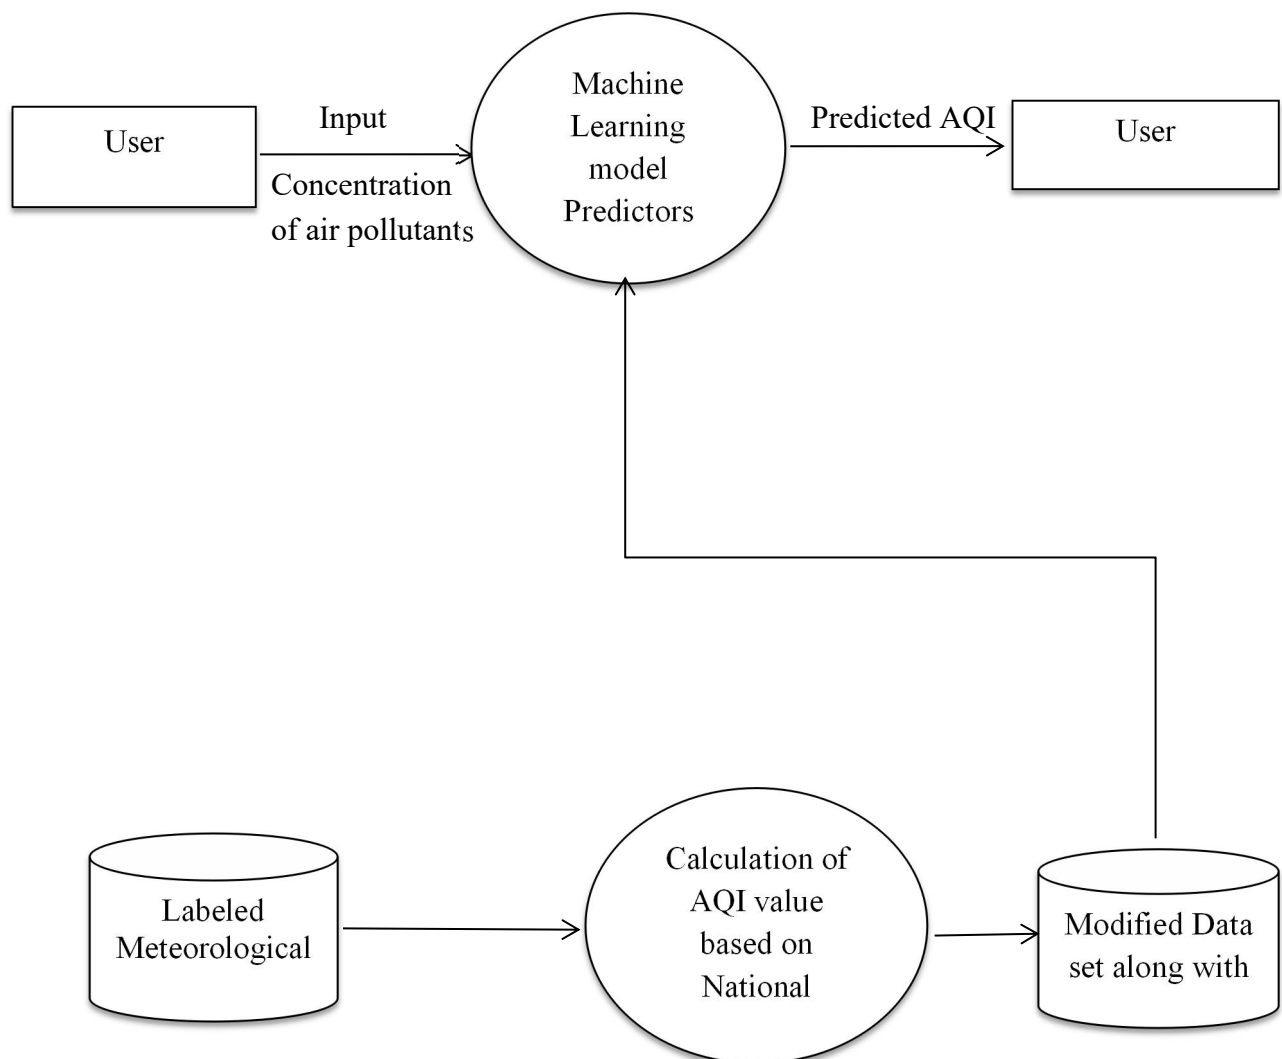 User
Input
Concentration
of air pollutants
Machine
Learning
model
Predictors
Predicted AQI
User
Labeled
Meteorological
Calculation of
AQI value
based on
National
Modified Data
set along with